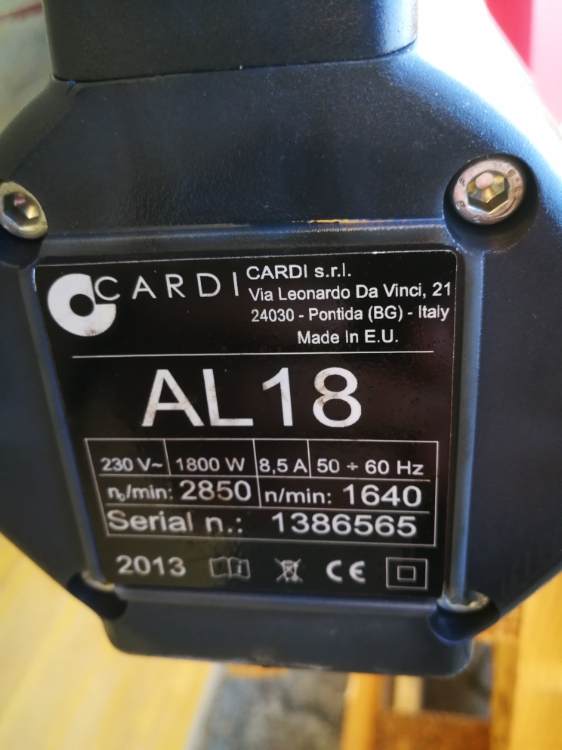 CARDI
CARDI s.r.l.
Via Leonardo Da Vinci, 21
24030 - Pontida (BG) - Italy
Made In E.U.
AL18
230 V~ 1800 W 8,5 A 50 ÷ 60 Hz
n₀/min: 2850 n/min: 1640
Serial n.: 1386565
2013 CE